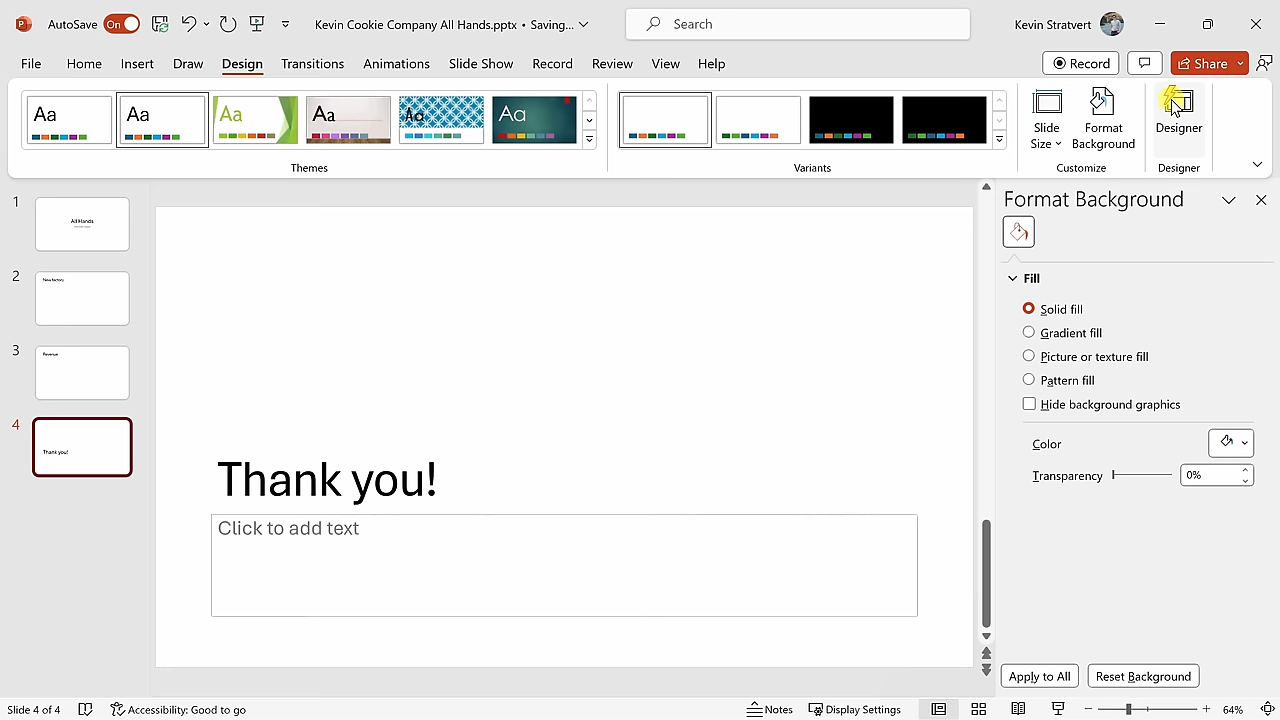 AutoSave On Kevin Cookie Company All Hands.pptx • Saving... Search Kevin Stratvert
File Home Insert Draw Design Transitions Animations Slide Show Record Review View Help Record Share
Aa Aa Aa Aa Aa Aa
Slide Size
Format Background
Designer
Themes Variants Customize Designer
1
All Hands
2
New factory
3
Revenue
4
Thank you!
Thank you!
Click to add text
Format Background
Fill
Solid fill
Gradient fill
Picture or texture fill
Pattern fill
Hide background graphics
Color
Transparency 0%
Apply to All Reset Background
Slide 4 of 4 Accessibility: Good to go Notes Display Settings 64%